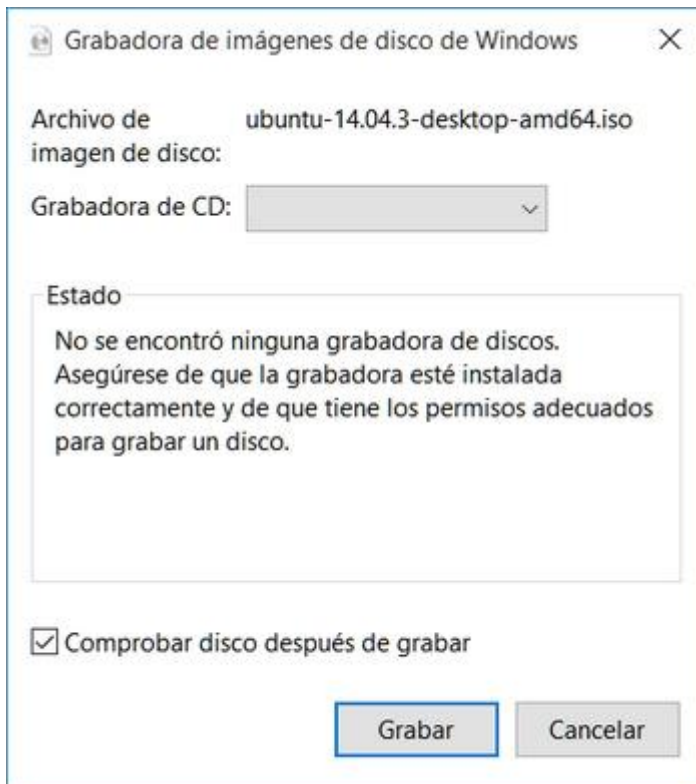 Grabadora de imágenes de disco de Windows
Archivo de imagen de disco:
ubuntu-14.04.3-desktop-amd64.iso
Grabadora de CD:
Estado
No se encontró ninguna grabadora de discos.
Asegúrese de que la grabadora esté instalada
correctamente y de que tiene los permisos adecuados
para grabar un disco.
Comprobar disco después de grabar
Grabar
Cancelar